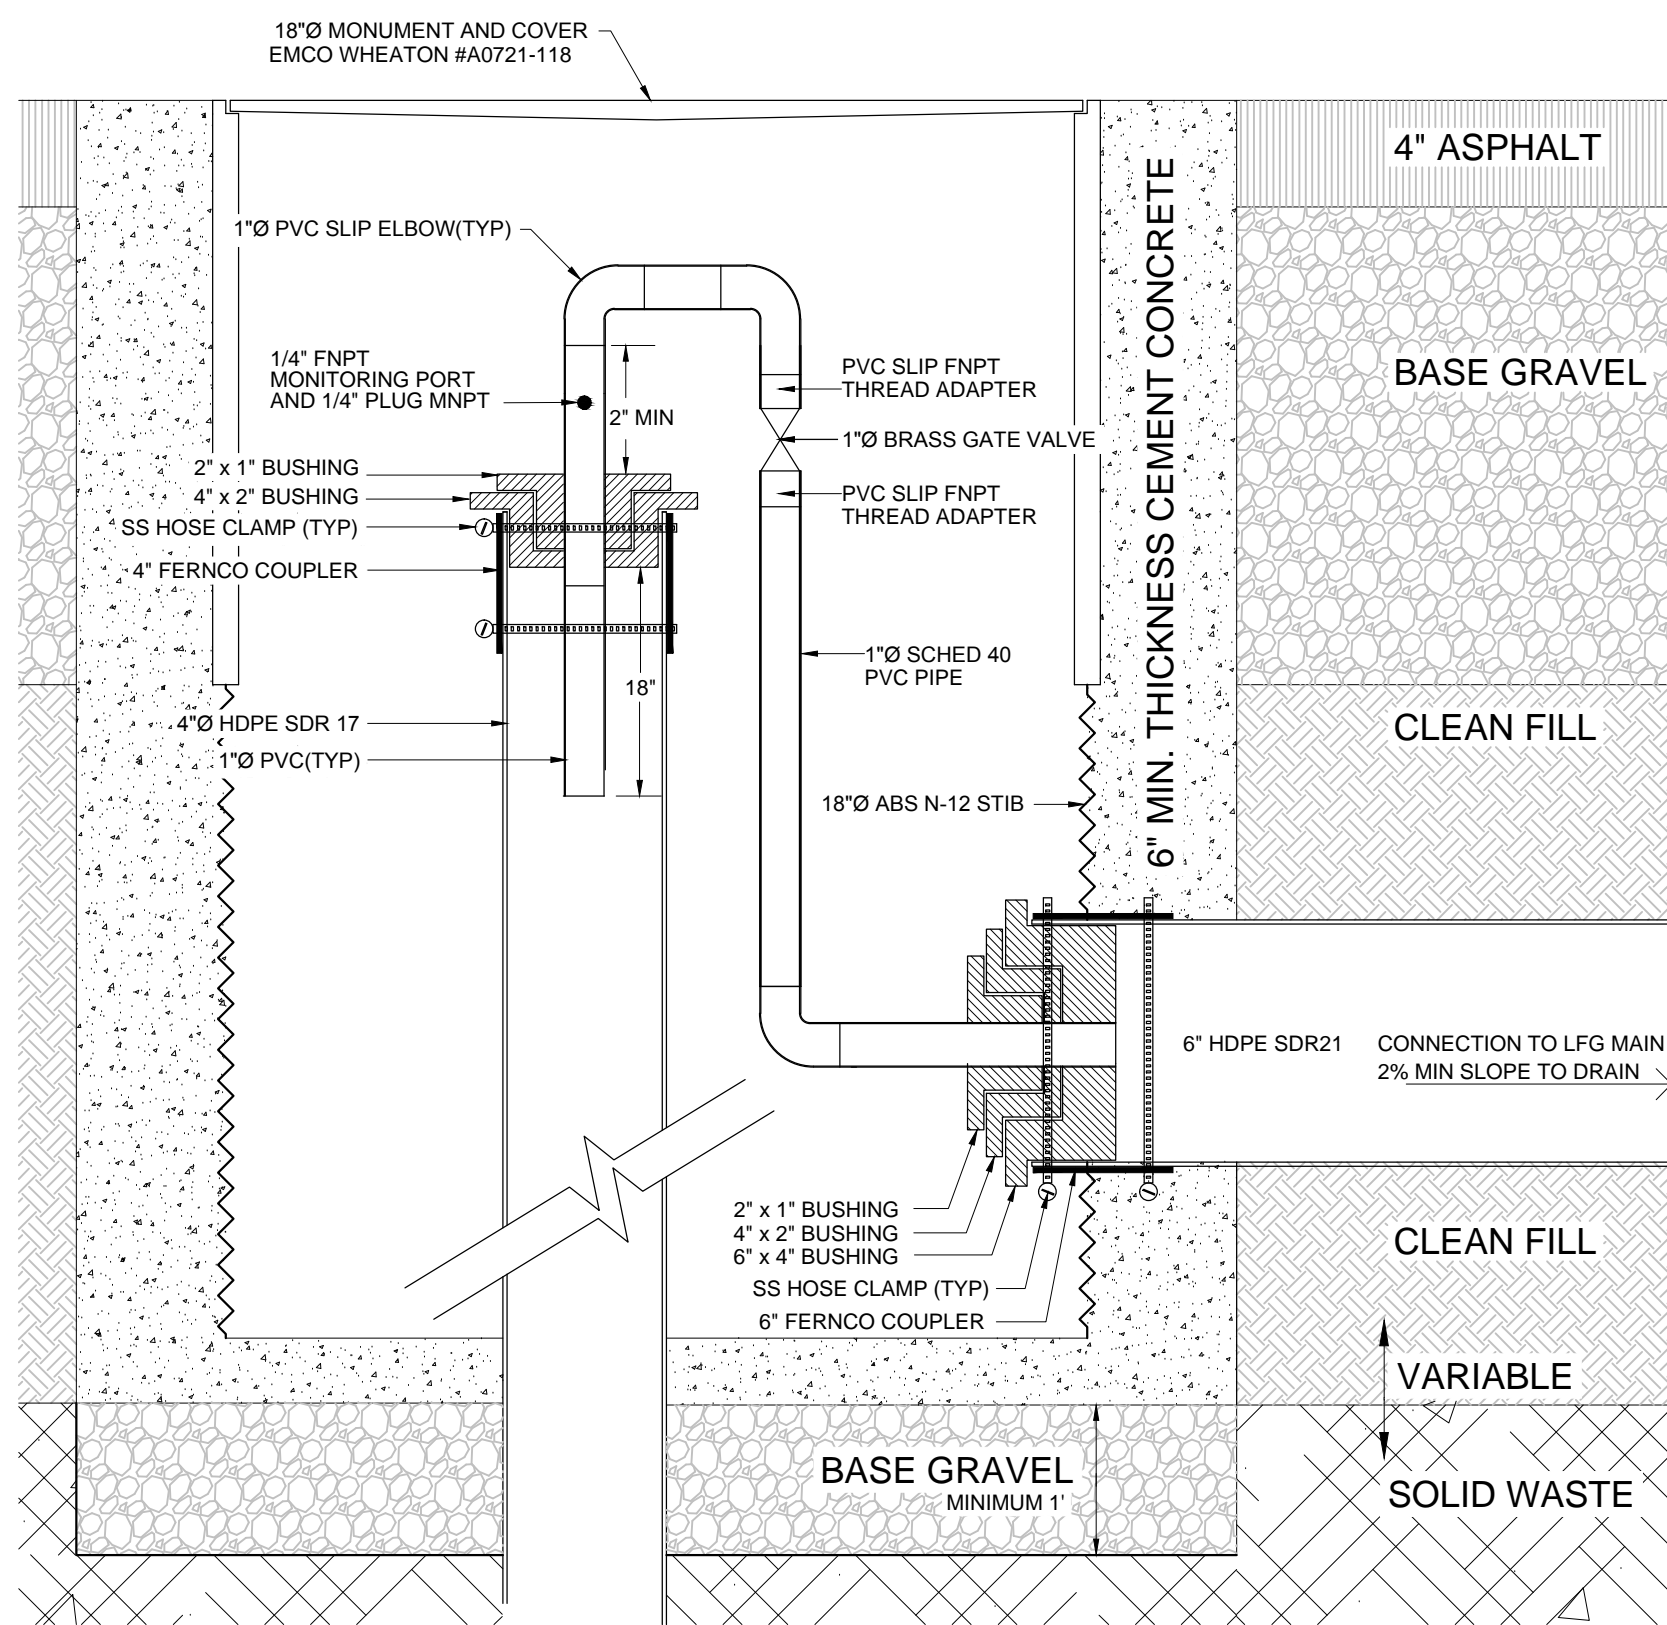 18"Ø MONUMENT AND COVER
EMCO WHEATON #A0721-118
4" ASPHALT
1"Ø PVC SLIP ELBOW(TYP)
6" MIN. THICKNESS CEMENT CONCRETE
1/4" FNPT
MONITORING PORT
AND 1/4" PLUG MNPT
2" MIN
PVC SLIP FNPT
THREAD ADAPTER
BASE GRAVEL
1"Ø BRASS GATE VALVE
2" x 1" BUSHING
4" x 2" BUSHING
SS HOSE CLAMP (TYP)
4" FERNCO COUPLER
PVC SLIP FNPT
THREAD ADAPTER
1"Ø SCHED 40
PVC PIPE
18"
4"Ø HDPE SDR 17
1"Ø PVC(TYP)
CLEAN FILL
18"Ø ABS N-12 STIB
6" HDPE SDR21
CONNECTION TO LFG MAIN
2% MIN SLOPE TO DRAIN
2" x 1" BUSHING
4" x 2" BUSHING
6" x 4" BUSHING
SS HOSE CLAMP (TYP)
6" FERNCO COUPLER
CLEAN FILL
VARIABLE
BASE GRAVEL
MINIMUM 1'
SOLID WASTE